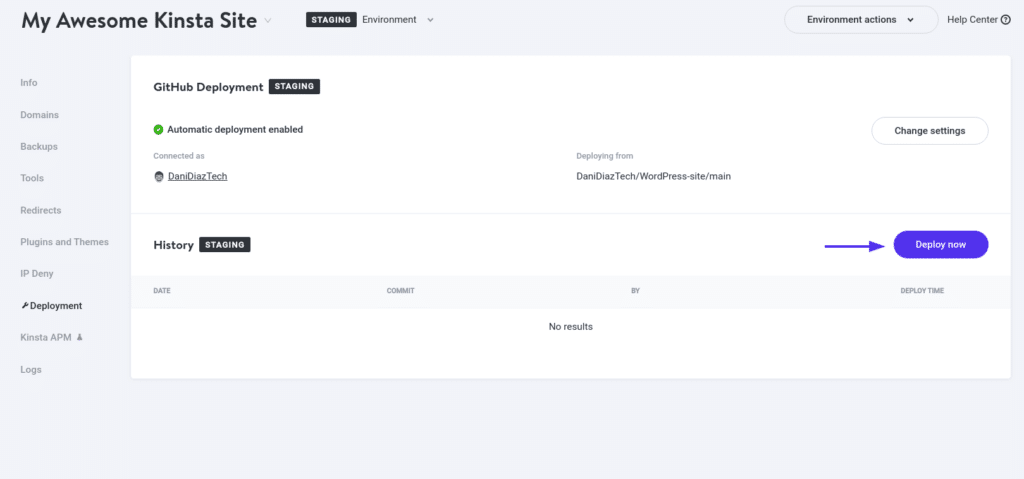 My Awesome Kinsta Site
STAGING Environment
Environment actions
Help Center
Info
Domains
Backups
Tools
Redirects
Plugins and Themes
IP Deny
Deployment
Kinsta APM
Logs
GitHub Deployment STAGING
Automatic deployment enabled
Change settings
Connected as
DaniDiazTech
Deploying from
DaniDiazTech/WordPress-site/main
History STAGING
Deploy now
DATE COMMIT BY DEPLOY TIME
No results